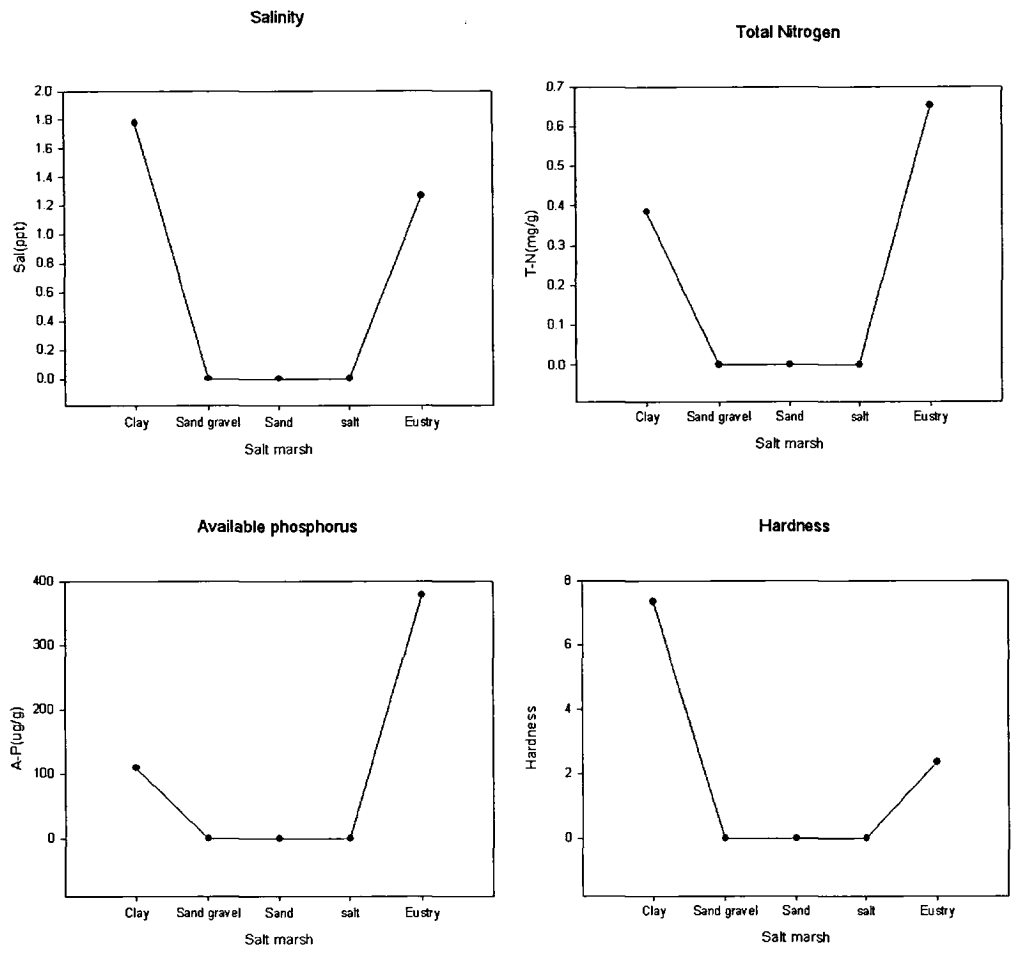 Salinity
Total Nitrogen
2.0
1.8
1.6
1.4
1.2
1.0
0.8
0.6
0.4
0.2
0.0
Sal(ppt)
Clay Sand gravel Sand salt Eustry
Salt marsh
0.7
0.6
0.5
0.4
0.3
0.2
0.1
0.0
T-N(mg/g)
Clay Sand gravel Sand salt Eustry
Salt marsh
Available phosphorus
Hardness
400
300
200
100
0
A-P(ug/g)
Clay Sand gravel Sand salt Eustry
Salt marsh
8
6
4
2
0
Hardness
Clay Sand gravel Sand salt Eustry
Salt marsh